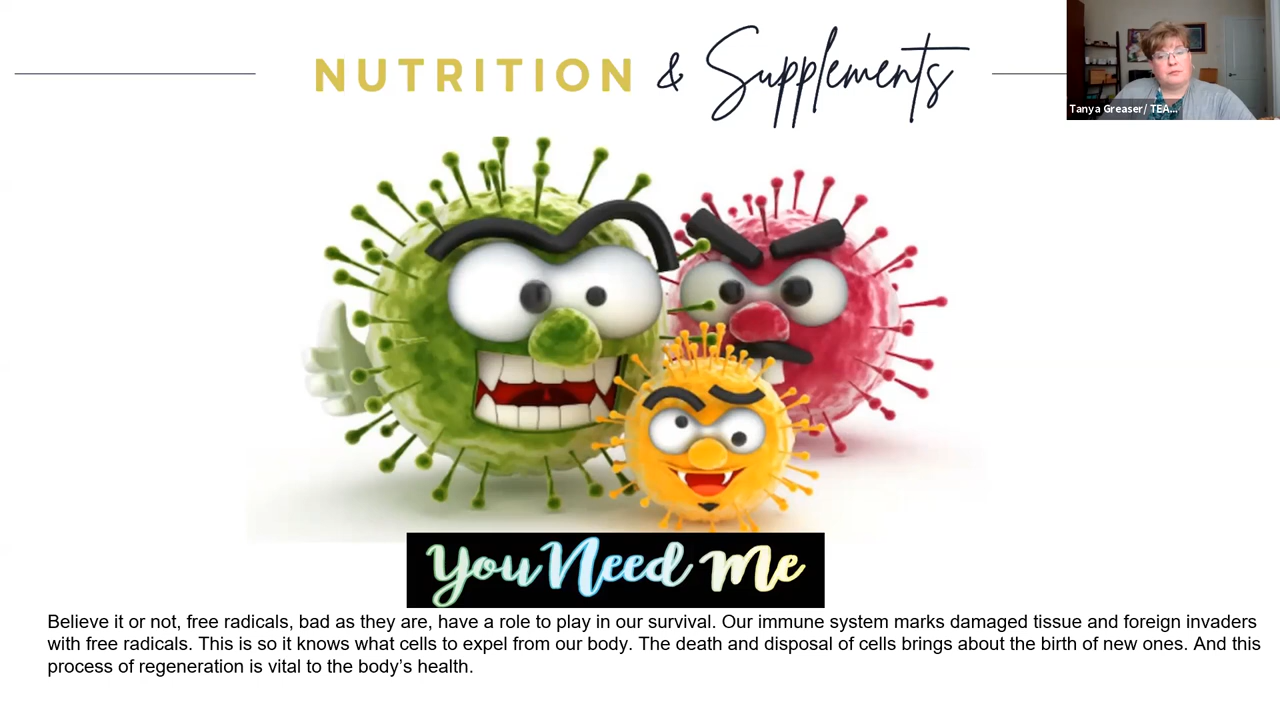 NUTRITION & Supplements
Tanya Greaser/ TEA...
You Need Me
Believe it or not, free radicals, bad as they are, have a role to play in our survival. Our immune system marks damaged tissue and foreign invaders
with free radicals. This is so it knows what cells to expel from our body. The death and disposal of cells brings about the birth of new ones. And this
process of regeneration is vital to the body’s health.